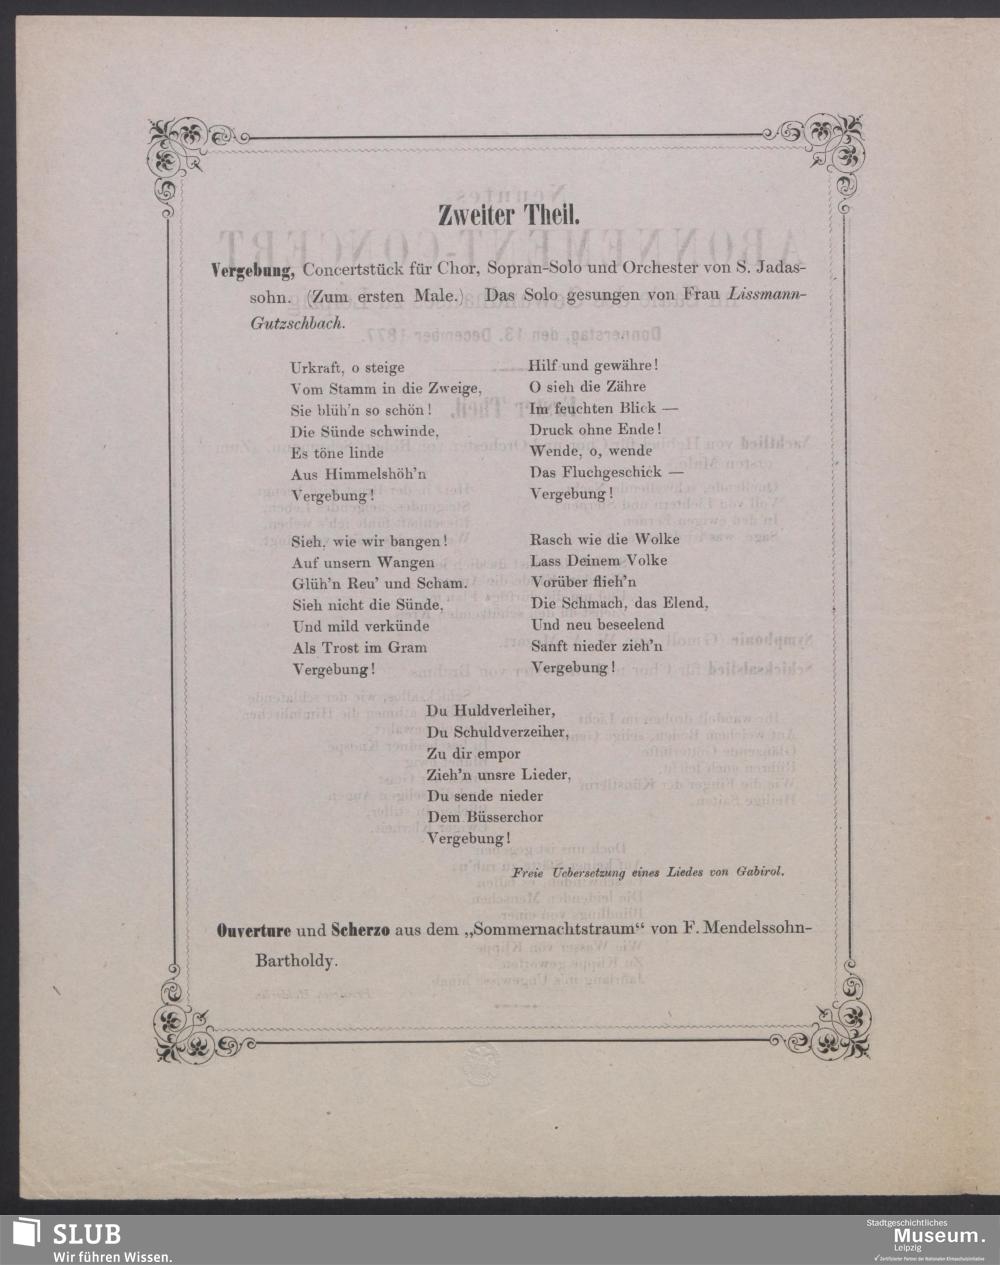 Zweiter Theil.
Vergebung, Concertstück für Chor, Sopran-Solo und Orchester von S. Jadas-
sohn. (Zum ersten Male.) Das Solo gesungen von Frau Lissmann-
Gutzschbach.
Urkraft, o steige
Vom Stamm in die Zweige,
Sie blüh'n so schön!
Die Sünde schwinde,
Es töne linde
Aus Himmelshöh'n
Vergebung!
Sieh, wie wir bangen!
Auf unsern Wangen
Glüh'n Reu' und Scham.
Sieh nicht die Sünde,
Und mild verkünde
Als Trost im Gram
Vergebung!
Hilf und gewähre!
O sieh die Zähre
Im feuchten Blick —
Druck ohne Ende!
Wende, o, wende
Das Fluchgeschick —
Vergebung!
Rasch wie die Wolke
Lass Deinem Volke
Vorüber flieh'n
Die Schmach, das Elend,
Und neu beseelend
Sanft nieder zieh'n
Vergebung!
Du Huldverleiher,
Du Schuldverzeiher,
Zu dir empor
Zieh'n unsre Lieder,
Du sende nieder
Dem Büsserchor
Vergebung!
Freie Uebersetzung eines Liedes von Gabirol.
Ouverture und Scherzo aus dem „Sommernachtstraum“ von F. Mendelssohn-
Bartholdy.
SLUB
Wir führen Wissen.
Stadtgeschichtliches
Museum.
Leipzig
Zertifizierter Partner der Nationalen Klimaschutzinitiative